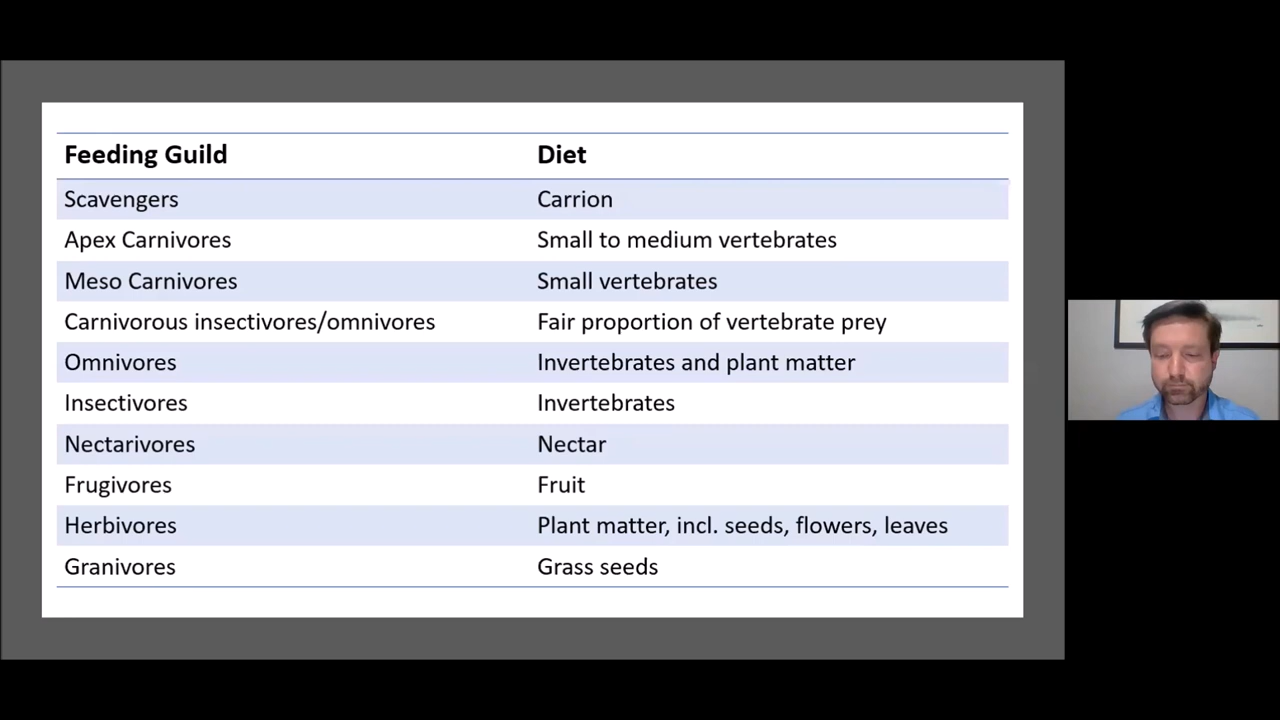 Feeding Guild Diet
Scavengers Carrion
Apex Carnivores Small to medium vertebrates
Meso Carnivores Small vertebrates
Carnivorous insectivores/omnivores Fair proportion of vertebrate prey
Omnivores Invertebrates and plant matter
Insectivores Invertebrates
Nectarivores Nectar
Frugivores Fruit
Herbivores Plant matter, incl. seeds, flowers, leaves
Granivores Grass seeds